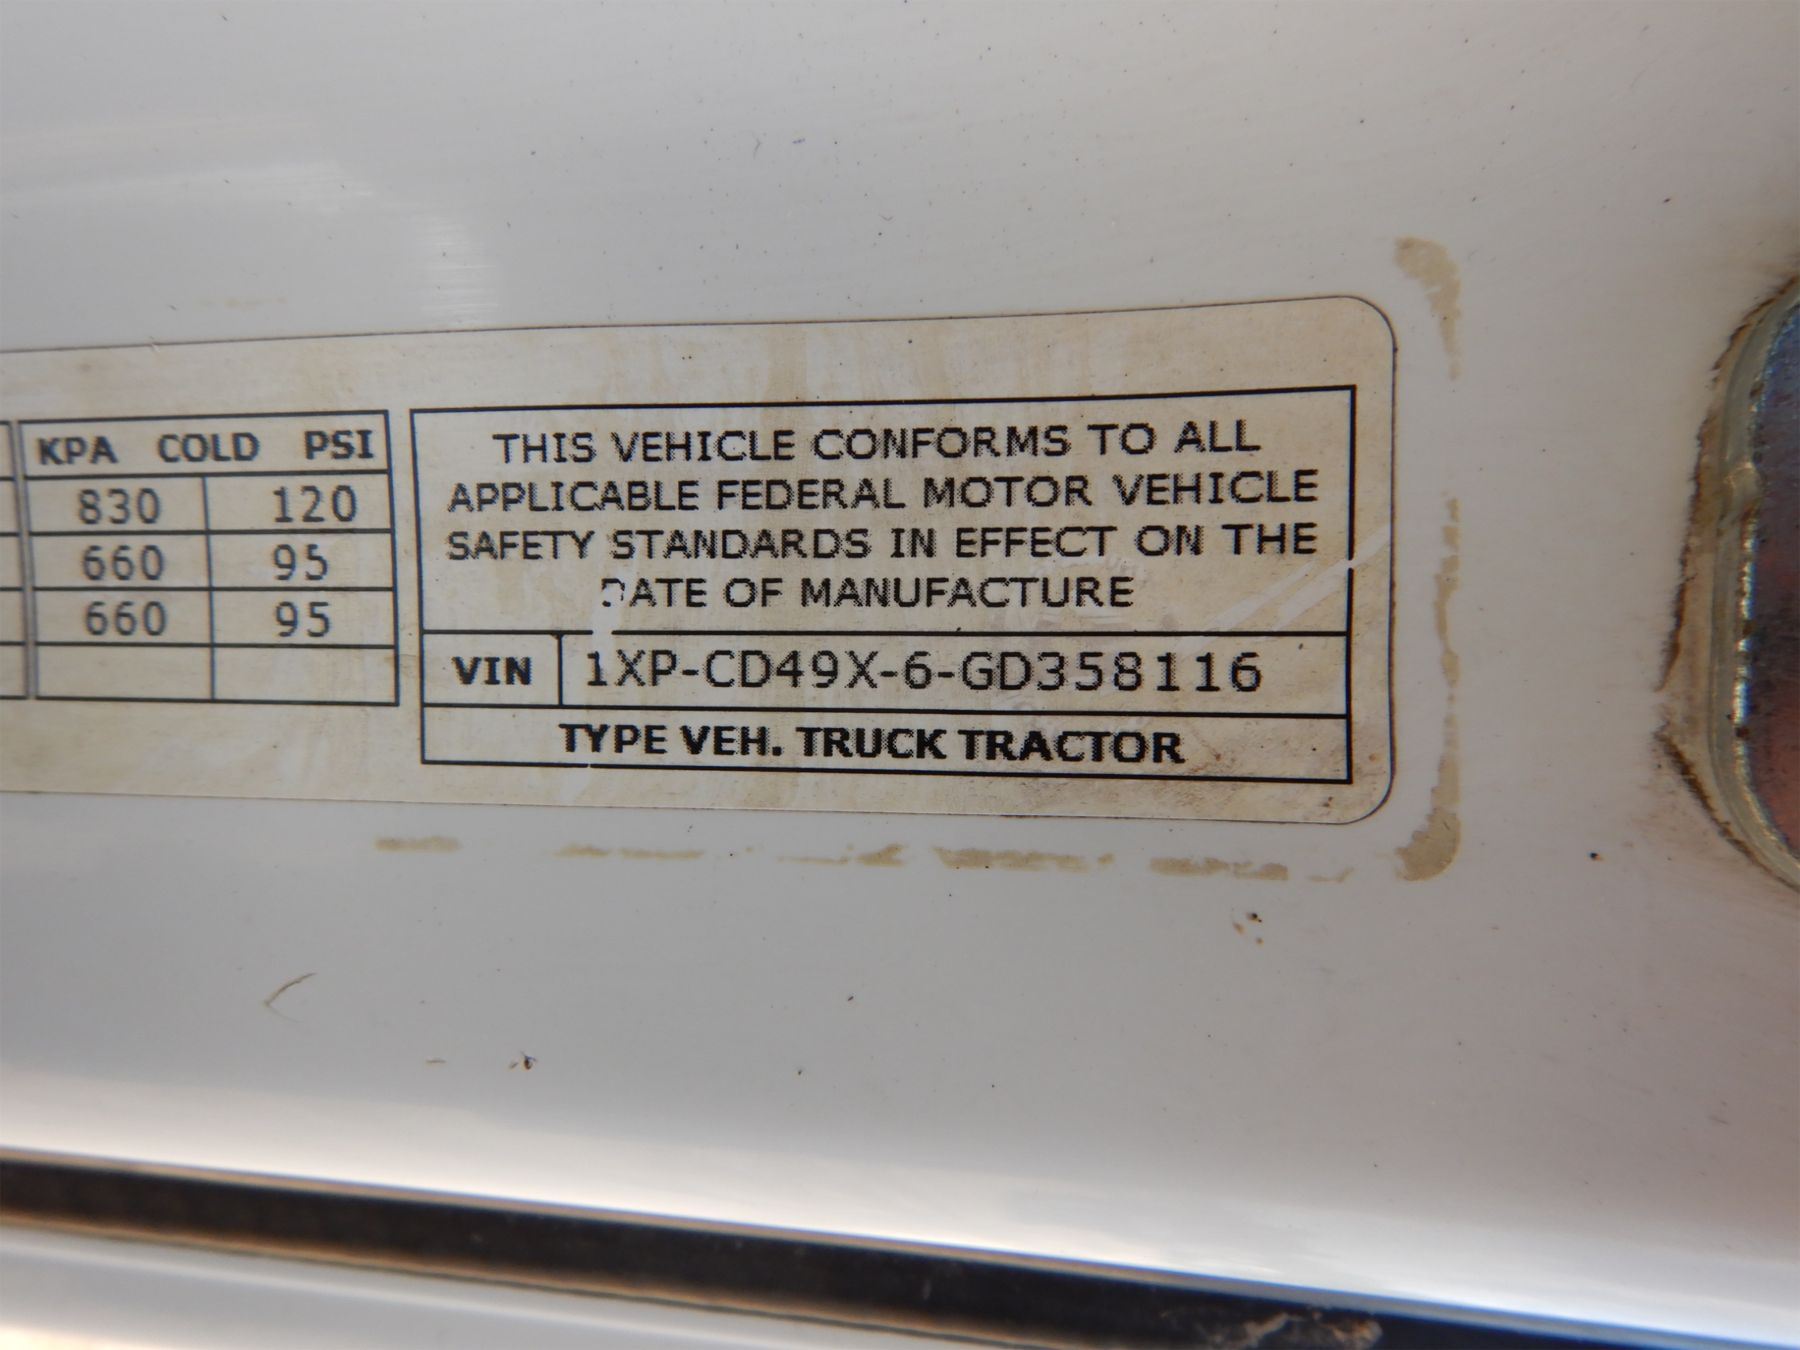 KPA COLD PSI
830 120
660 95
660 95
THIS VEHICLE CONFORMS TO ALL
APPLICABLE FEDERAL MOTOR VEHICLE
SAFETY STANDARDS IN EFFECT ON THE
DATE OF MANUFACTURE
VIN 1XP-CD49X-6-GD358116
TYPE VEH. TRUCK TRACTOR